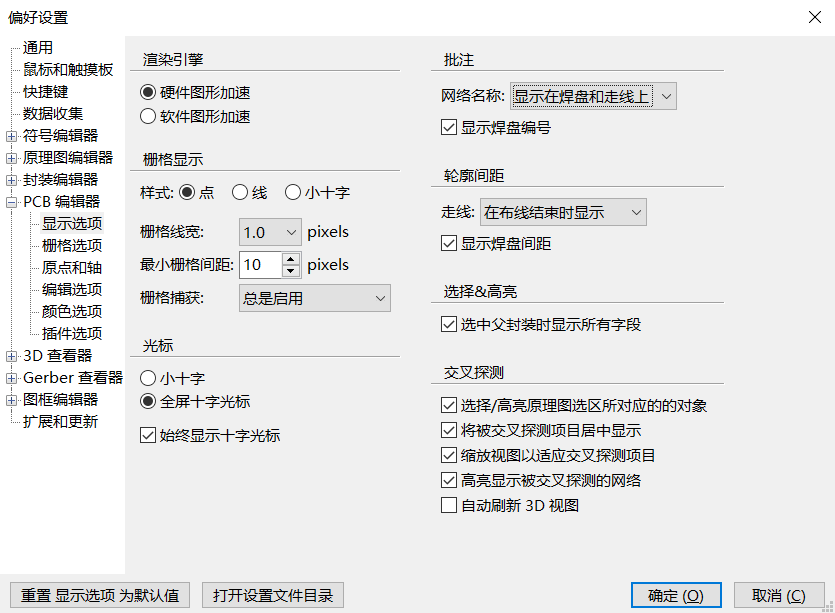 偏好设置
通用
鼠标和触摸板
快捷键
数据收集
符号编辑器
原理图编辑器
封装编辑器
PCB 编辑器
显示选项
栅格选项
原点和轴
编辑选项
颜色选项
插件选项
3D 查看器
Gerber 查看器
图框编辑器
扩展和更新
渲染引擎
硬件图形加速
软件图形加速
栅格显示
样式: 点 线 小十字
栅格线宽: 1.0 pixels
最小栅格间距: 10 pixels
栅格捕获: 总是启用
光标
小十字
全屏十字光标
始终显示十字光标
批注
网络名称: 显示在焊盘和走线上
显示焊盘编号
轮廓间距
走线: 在布线结束时显示
显示焊盘间距
选择&高亮
选中父封装时显示所有字段
交叉探测
选择/高亮原理图选区所对应的的对象
将被交叉探测项目居中显示
缩放视图以适应交叉探测项目
高亮显示被交叉探测的网络
自动刷新 3D 视图
重置 显示选项 为默认值
打开设置文件目录
确定 (O)
取消 (C)